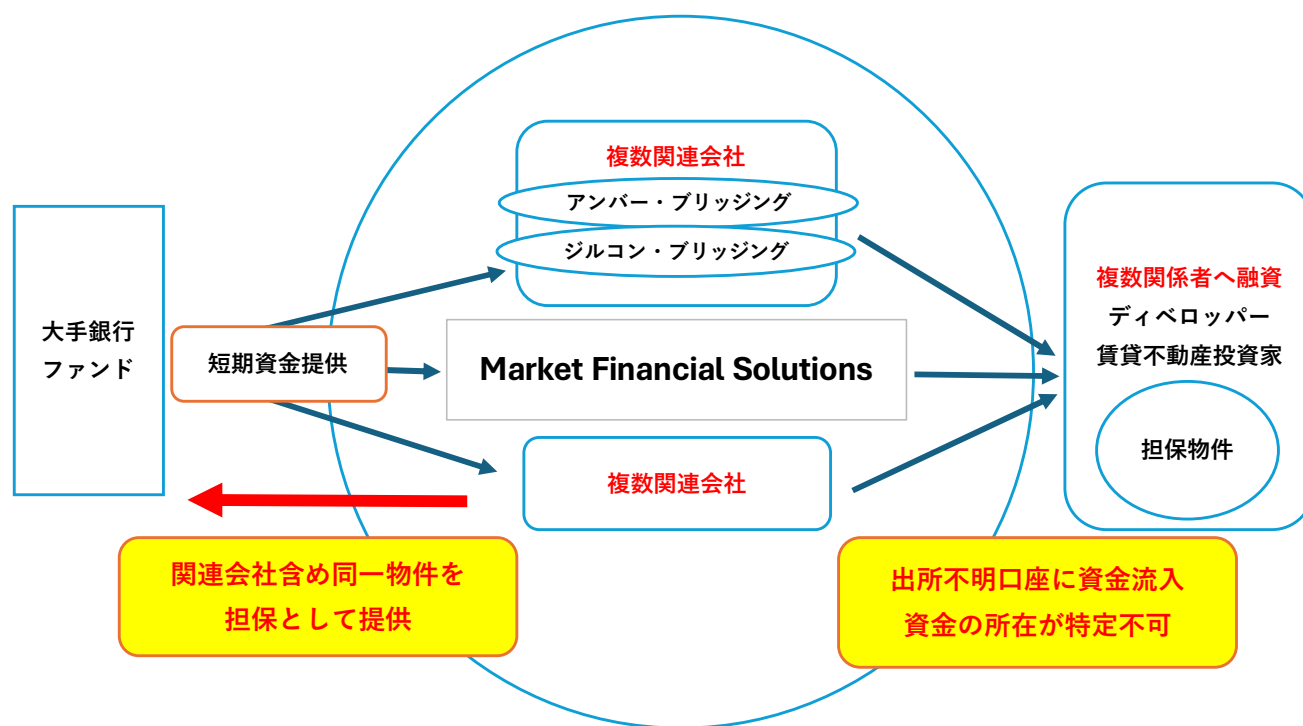 大手銀行
ファンド
短期資金提供
複数関連会社
アンバー・ブリッジング
ジルコン・ブリッジング
Market Financial Solutions
複数関連会社
複数関係者へ融資
ディベロッパー
賃貸不動産投資家
担保物件
関連会社含め同一物件を
担保として提供
出所不明口座に資金流入
資金の所在が特定不可